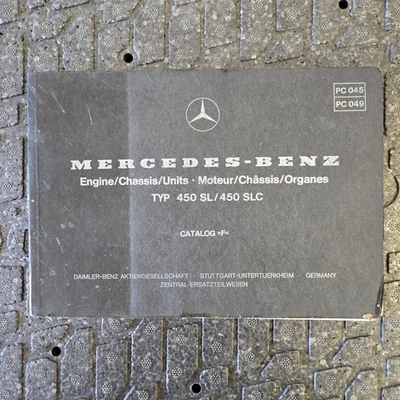 PC 045
PC 049
MERCEDES-BENZ
Engine/Chassis/Units · Moteur/Châssis/Organes
TYP 450 SL/450 SLC
CATALOG »F«
DAIMLER-BENZ AKTIENGESELLSCHAFT · STUTTGART-UNTERTUERKHEIM · GERMANY
ZENTRAL-ERSATZTEILWESEN